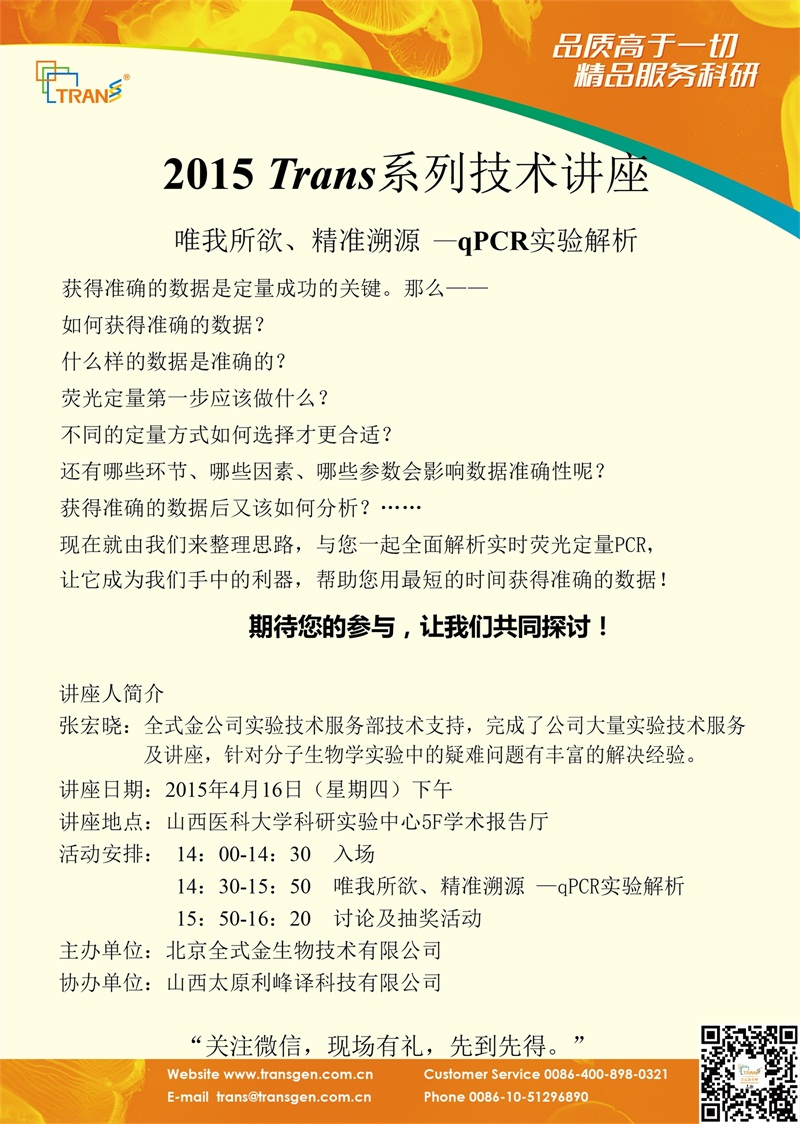 品质高于一切
精品服务科研
TRANS®
2015 Trans系列技术讲座
唯我所欲、精准溯源 —qPCR实验解析
获得准确的数据是定量成功的关键。那么——
如何获得准确的数据?
什么样的数据是准确的?
荧光定量第一步应该做什么?
不同的定量方式如何选择才更合适?
还有哪些环节、哪些因素、哪些参数会影响数据准确性呢?
获得准确的数据后又该如何分析?……
现在就由我们来整理思路，与您一起全面解析实时荧光定量PCR，
让它成为我们手中的利器，帮助您用最短的时间获得准确的数据！
期待您的参与，让我们共同探讨！
讲座人简介
张宏晓：全式金公司实验技术服务部技术支持，完成了公司大量实验技术服务
及讲座，针对分子生物学实验中的疑难问题有丰富的解决经验。
讲座日期：2015年4月16日（星期四）下午
讲座地点：山西医科大学科研实验中心5F学术报告厅
活动安排： 14：00-14：30 入场
14：30-15：50 唯我所欲、精准溯源 —qPCR实验解析
15：50-16：20 讨论及抽奖活动
主办单位：北京全式金生物技术有限公司
协办单位：山西太原利峰译科技有限公司
“关注微信，现场有礼，先到先得。”
Website www.transgen.com.cn Customer Service 0086-400-898-0321
E-mail trans@transgen.com.cn Phone 0086-10-51296890